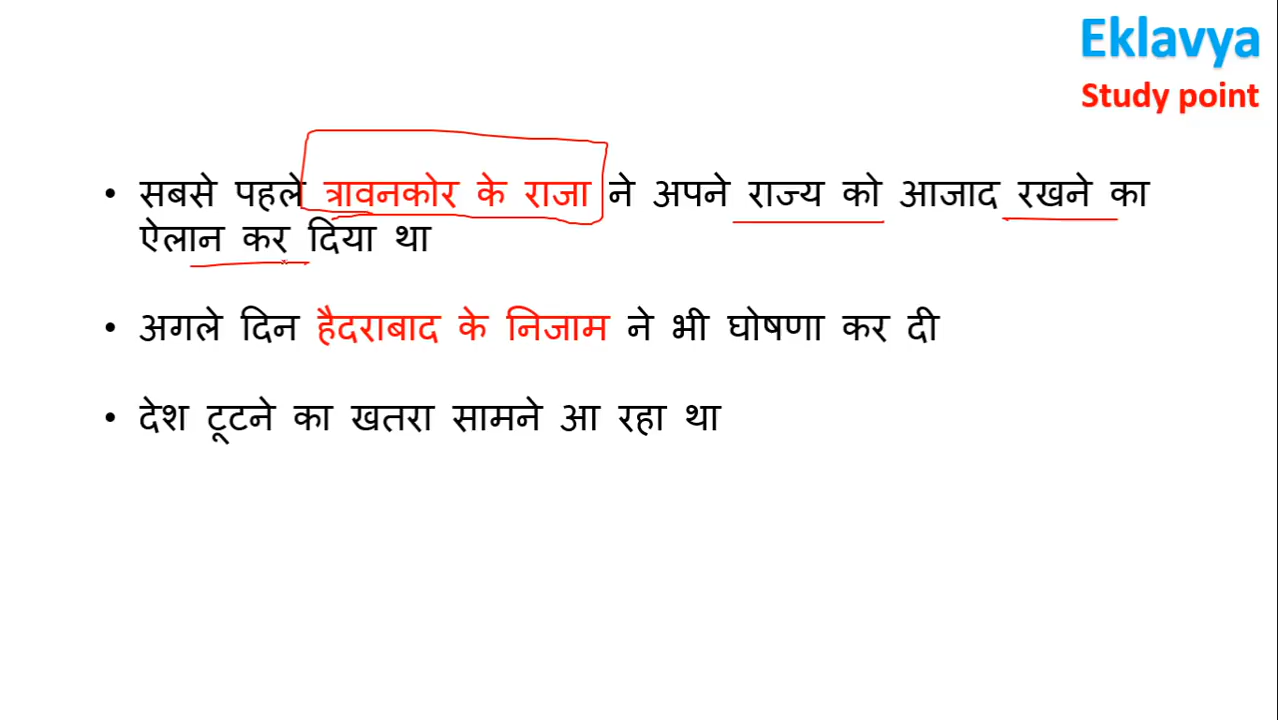 Eklavya
Study point
• सबसे पहले त्रावनकोर के राजा ने अपने राज्य को आजाद रखने का
ऐलान कर दिया था
• अगले दिन हैदराबाद के निजाम ने भी घोषणा कर दी
• देश टूटने का खतरा सामने आ रहा था